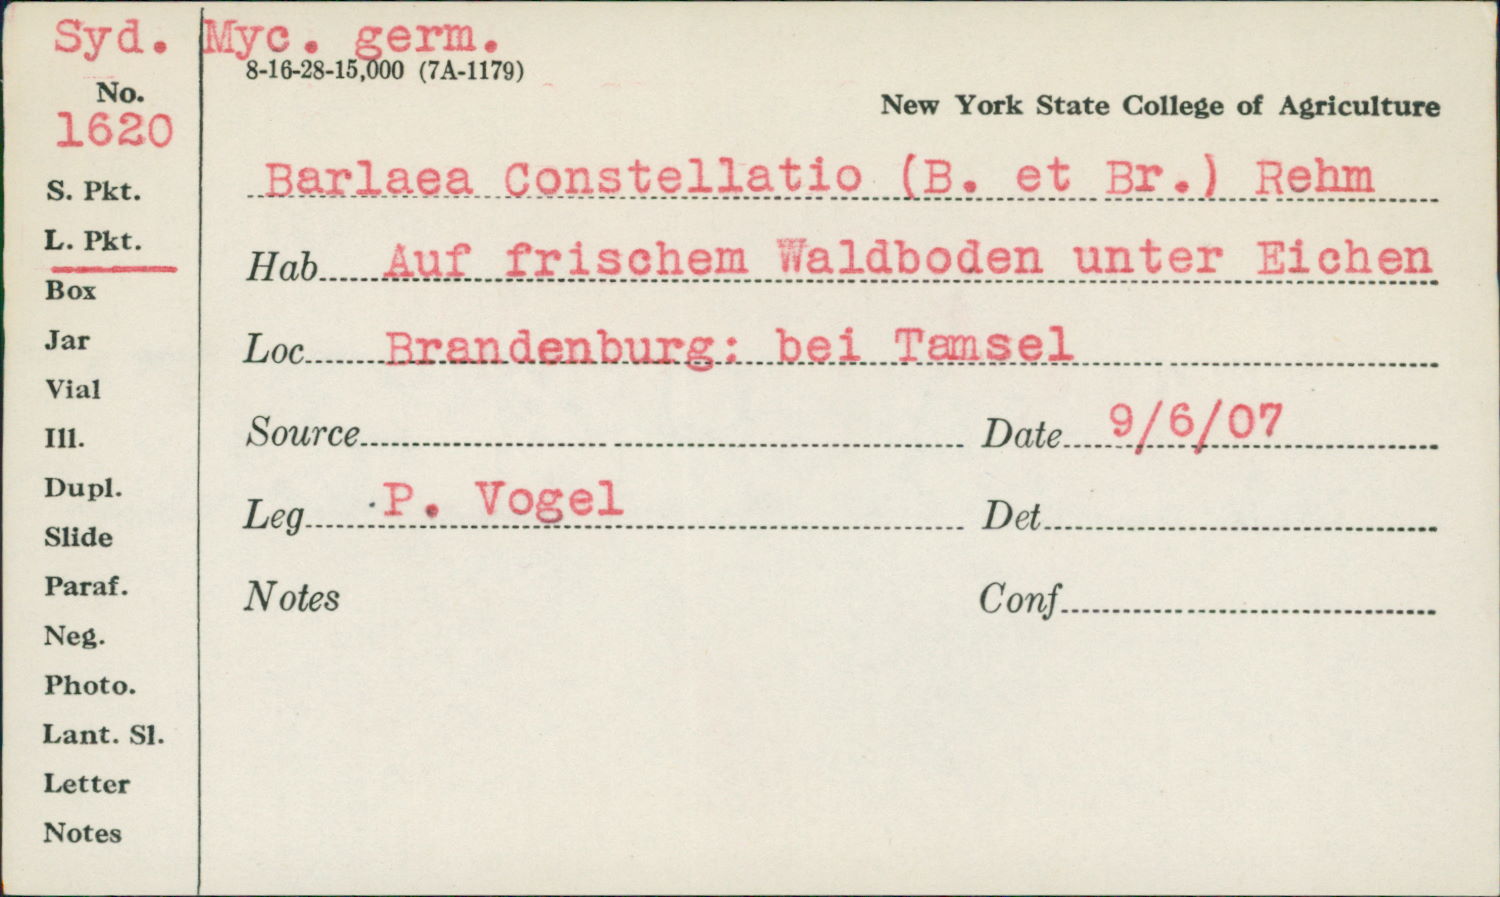 Syd. Myc. germ.
8-16-28-15,000 (7A-1179)
No.
1620
New York State College of Agriculture
S. Pkt.
Barlaea Constellatio (B. et Br.) Rehm
L. Pkt.
Hab. Auf frischem Waldboden unter Eichen
Box
Jar
Loc. Brandenburg: bei Tamsel
Vial
Ill.
Source Date 9/6/07
Dupl.
Leg. P. Vogel Det.
Slide
Paraf.
Notes Conf.
Neg.
Photo.
Lant. Sl.
Letter
Notes